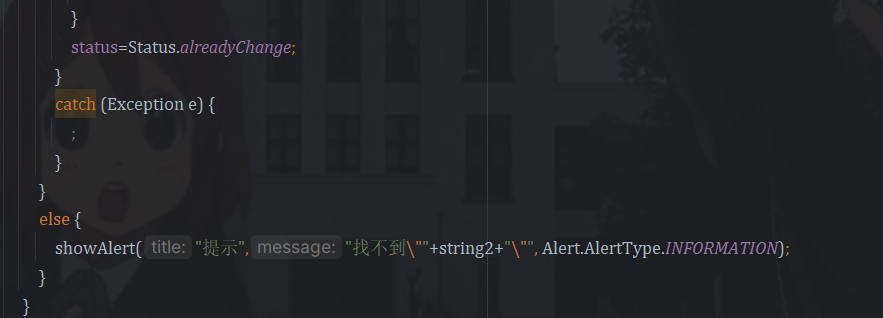 }
status=Status.alreadyChange;
}
catch (Exception e) {
;
}
}
else {
showAlert( title: "提示", message: "找不到\""+string2+"\"", Alert.AlertType.INFORMATION);
}
}